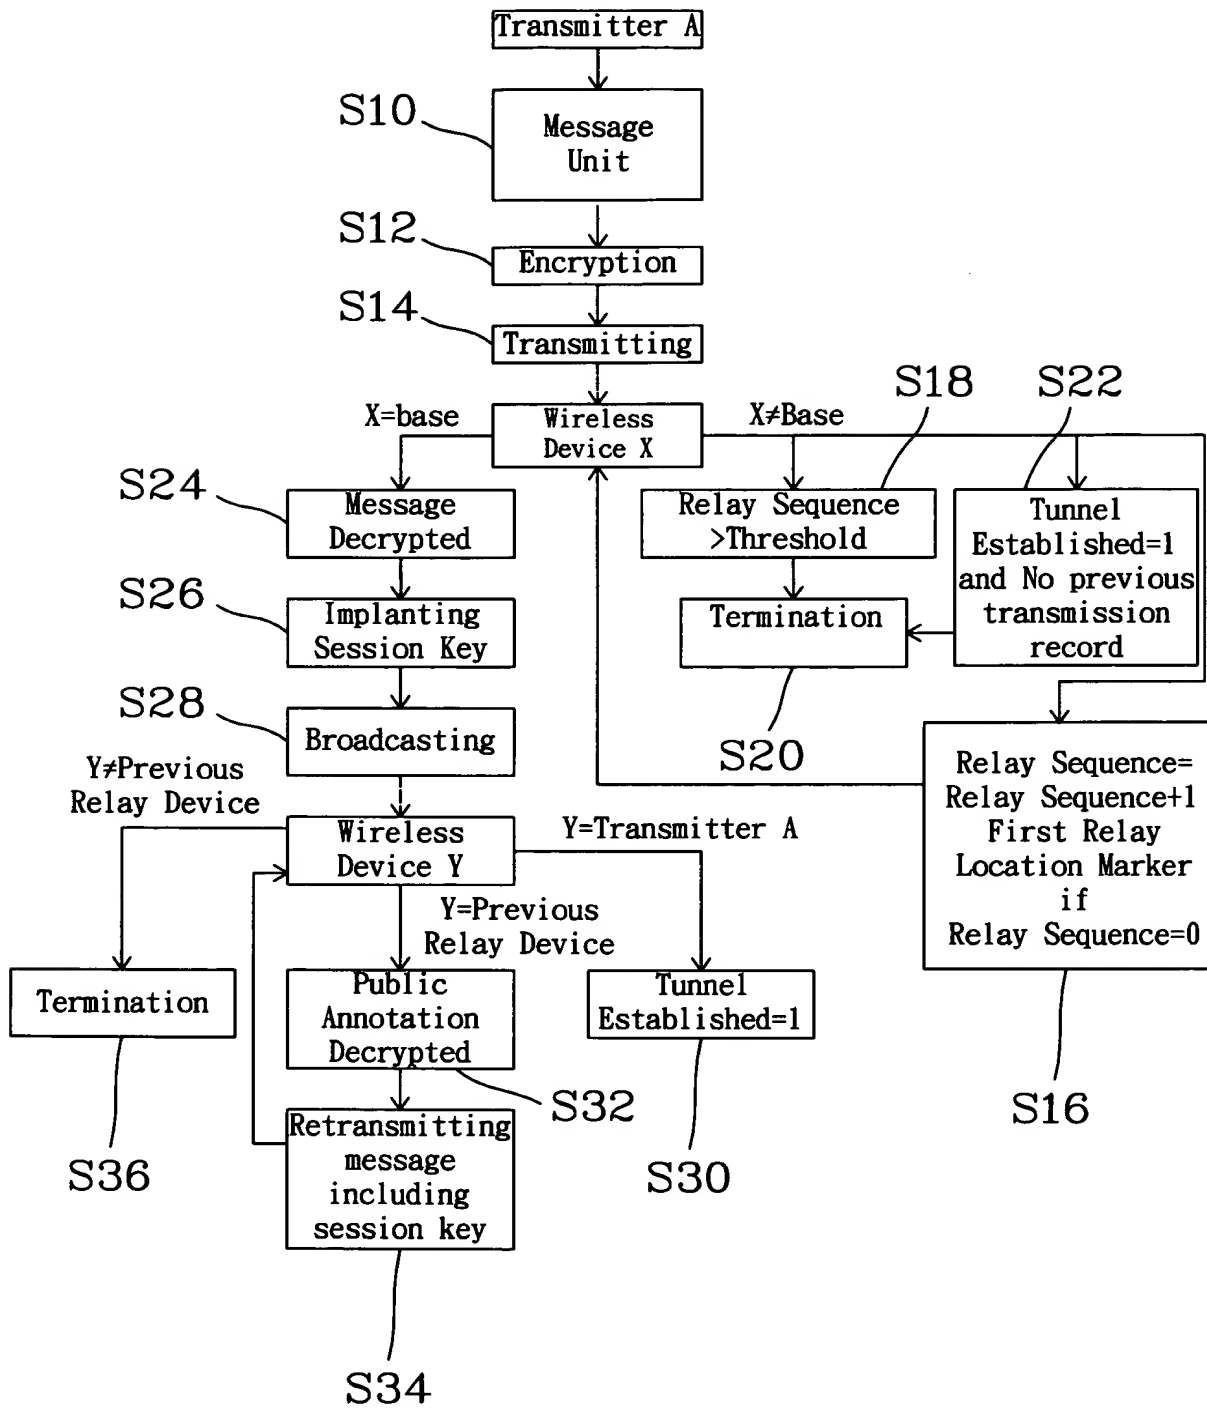 Transmitter A
S10
Message
Unit
S12
Encryption
S14
Transmitting
S18
S22
X=base
Wireless
Device X
X≠Base
S24
Message
Decrypted
Relay Sequence
>Threshold
Tunnel
Established=1
and No previous
transmission
record
S26
Implanting
Session Key
Termination
S28
Broadcasting
S20
Y≠Previous
Relay Device
Relay Sequence=
Relay Sequence+1
First Relay
Location Marker
if
Relay Sequence=0
Wireless
Device Y
Y=Transmitter A
Y=Previous
Relay Device
Termination
Public
Annotation
Decrypted
Tunnel
Established=1
S32
S16
Retransmitting
message
including
session key
S36
S30
S34